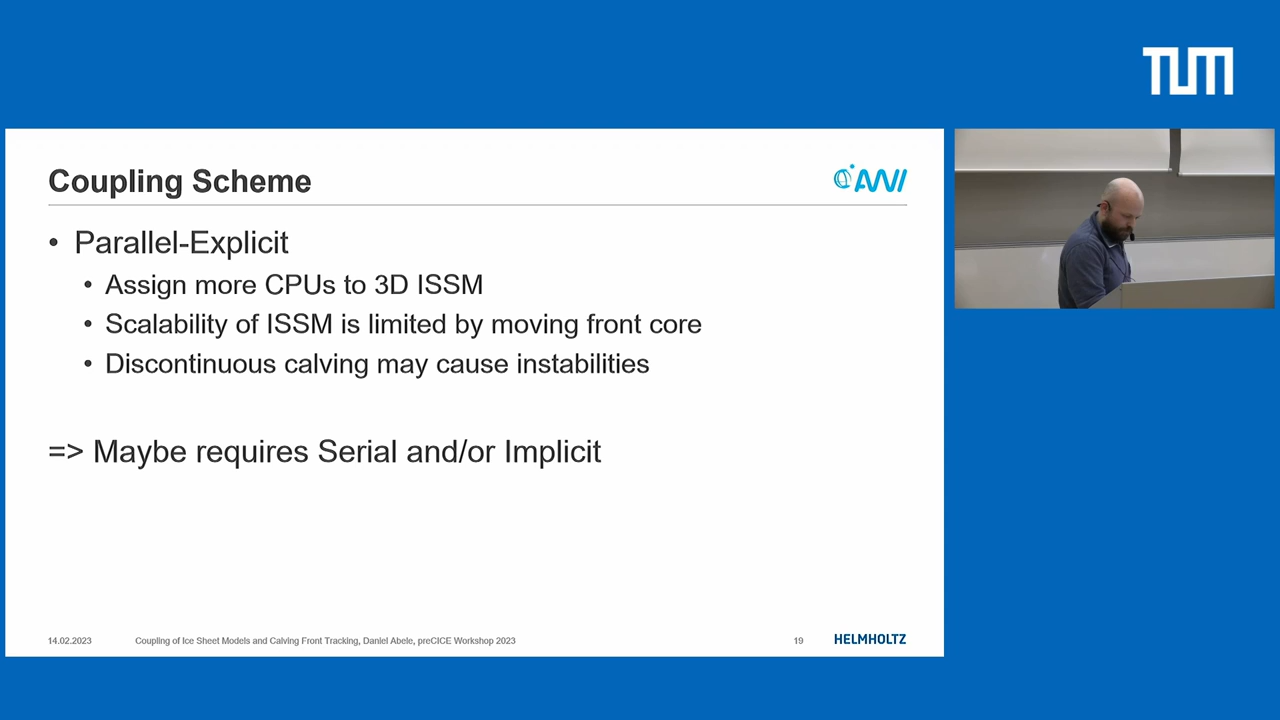 TUM
Coupling Scheme
AWI
• Parallel-Explicit
• Assign more CPUs to 3D ISSM
• Scalability of ISSM is limited by moving front core
• Discontinuous calving may cause instabilities
=> Maybe requires Serial and/or Implicit
14.02.2023 Coupling of Ice Sheet Models and Calving Front Tracking, Daniel Abele, preCICE Workshop 2023 19 HELMHOLTZ